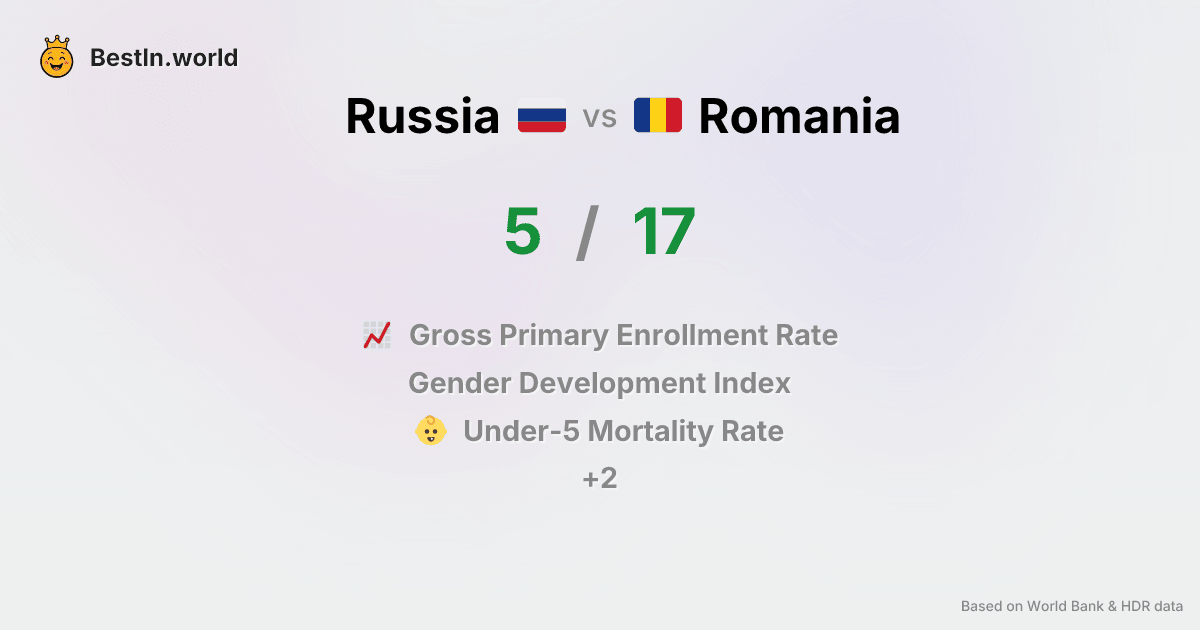 BestIn.world
Russia vs Romania
5 / 17
Gross Primary Enrollment Rate
Gender Development Index
Under-5 Mortality Rate
+2
Based on World Bank & HDR data